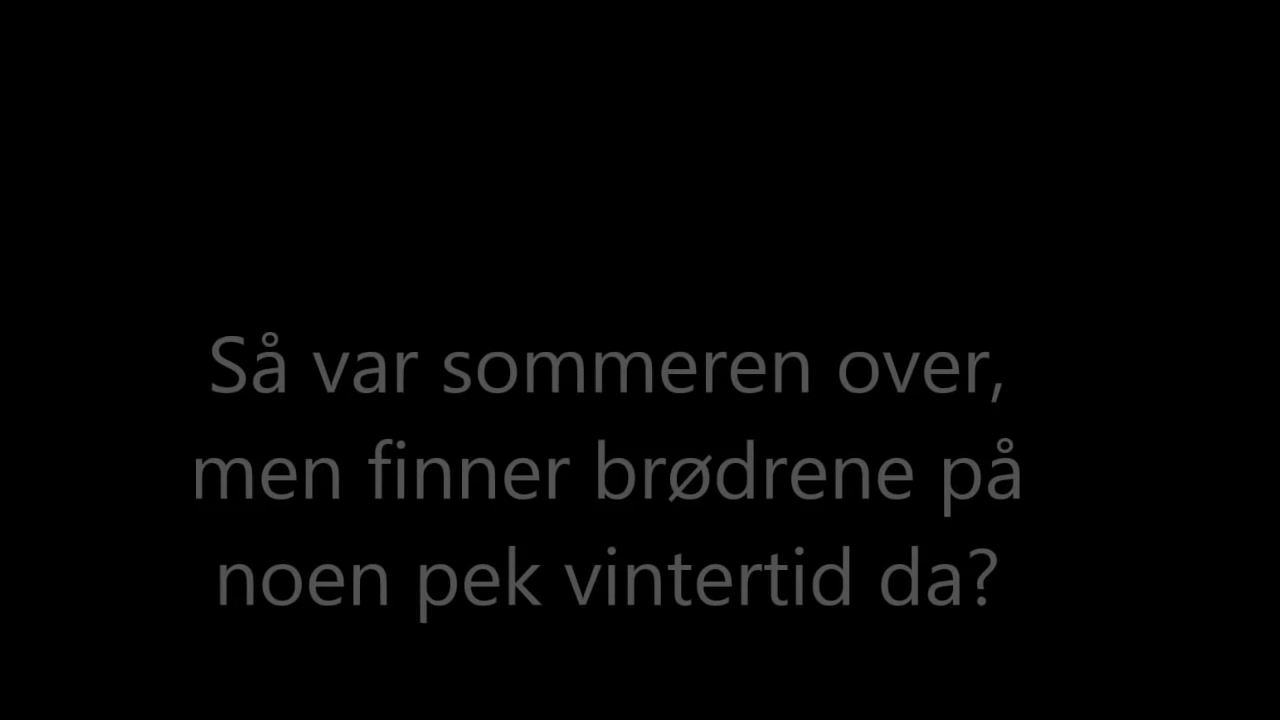 Så var sommeren over,
men finner brødrene på
noen pek vintertid da?